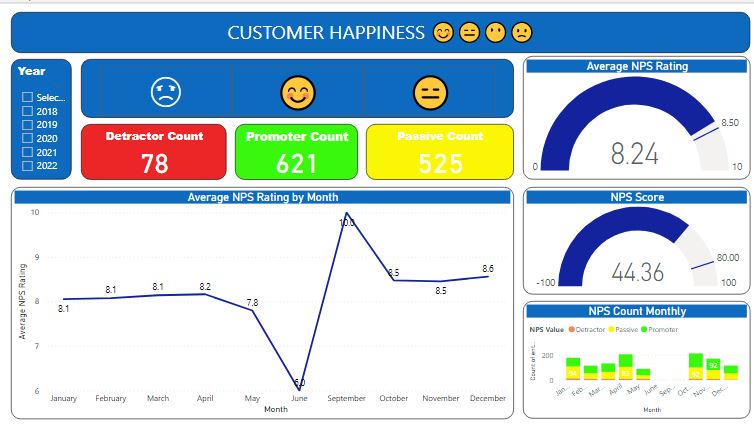 CUSTOMER HAPPINESS
Year
Selec...
2018
2019
2020
2021
2022
Detractor Count
78
Promoter Count
621
Passive Count
525
Average NPS Rating
8.50
8.24
0
10
Average NPS Rating by Month
Average NPS Rating
10
9
8
7
6
8.1
8.1
8.1
8.2
7.8
6.0
10.0
8.5
8.5
8.6
January
February
March
April
May
June
September
October
November
December
Month
NPS Score
80.00
44.36
-100
100
NPS Count Monthly
NPS Value
Detractor
Passive
Promoter
Count of ent...
200
0
92
Jan...
Feb...
Mar...
April
May
June
Sep...
Oct...
Nov...
Dec...
Month